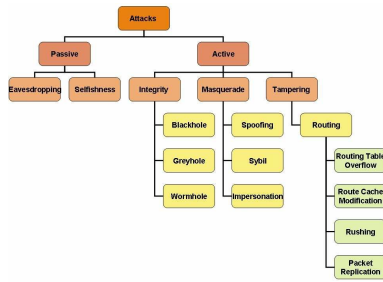 Attacks
Passive
Active
Eavesdropping
Selfishness
Integrity
Masquerade
Tampering
Blackhole
Spoofing
Routing
Greyhole
Sybil
Routing Table
Overflow
Wormhole
Impersonation
Route Cache
Modification
Rushing
Packet
Replication